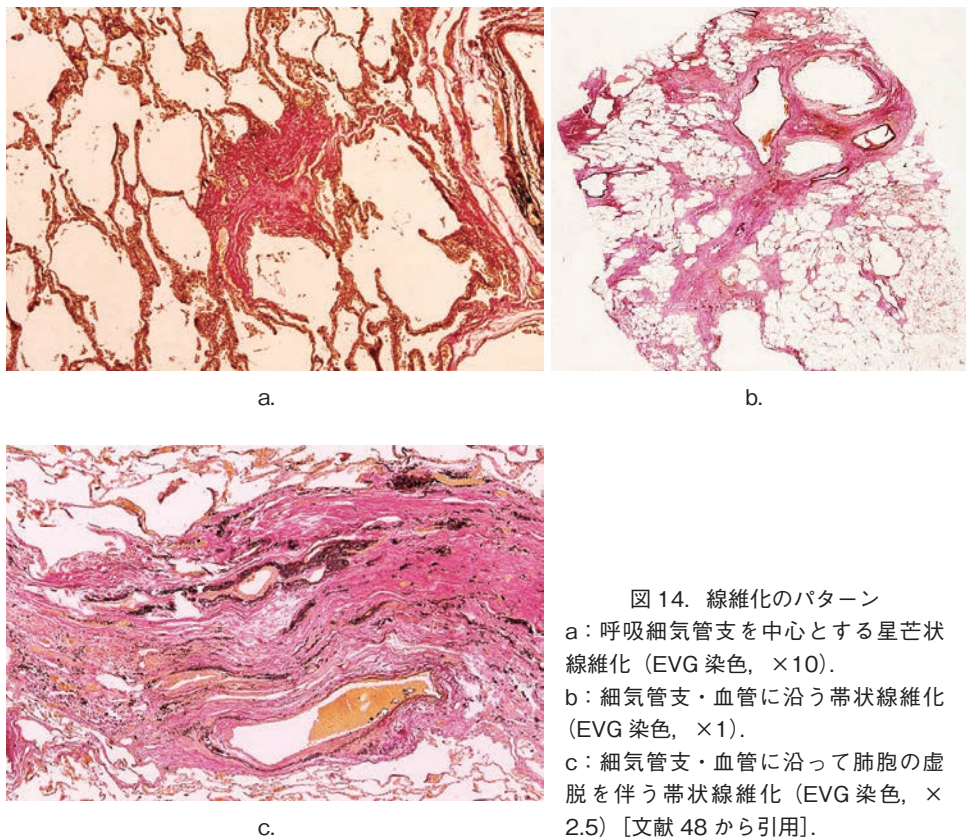 a.
b.
c.
図 14. 線維化のパターン
a：呼吸細気管支を中心とする星芒状
線維化（EVG 染色，×10）．
b：細気管支・血管に沿う帯状線維化
（EVG 染色，×1）．
c：細気管支・血管に沿って肺胞の虚
脱を伴う帯状線維化（EVG 染色，×
2.5）［文献 48 から引用］．